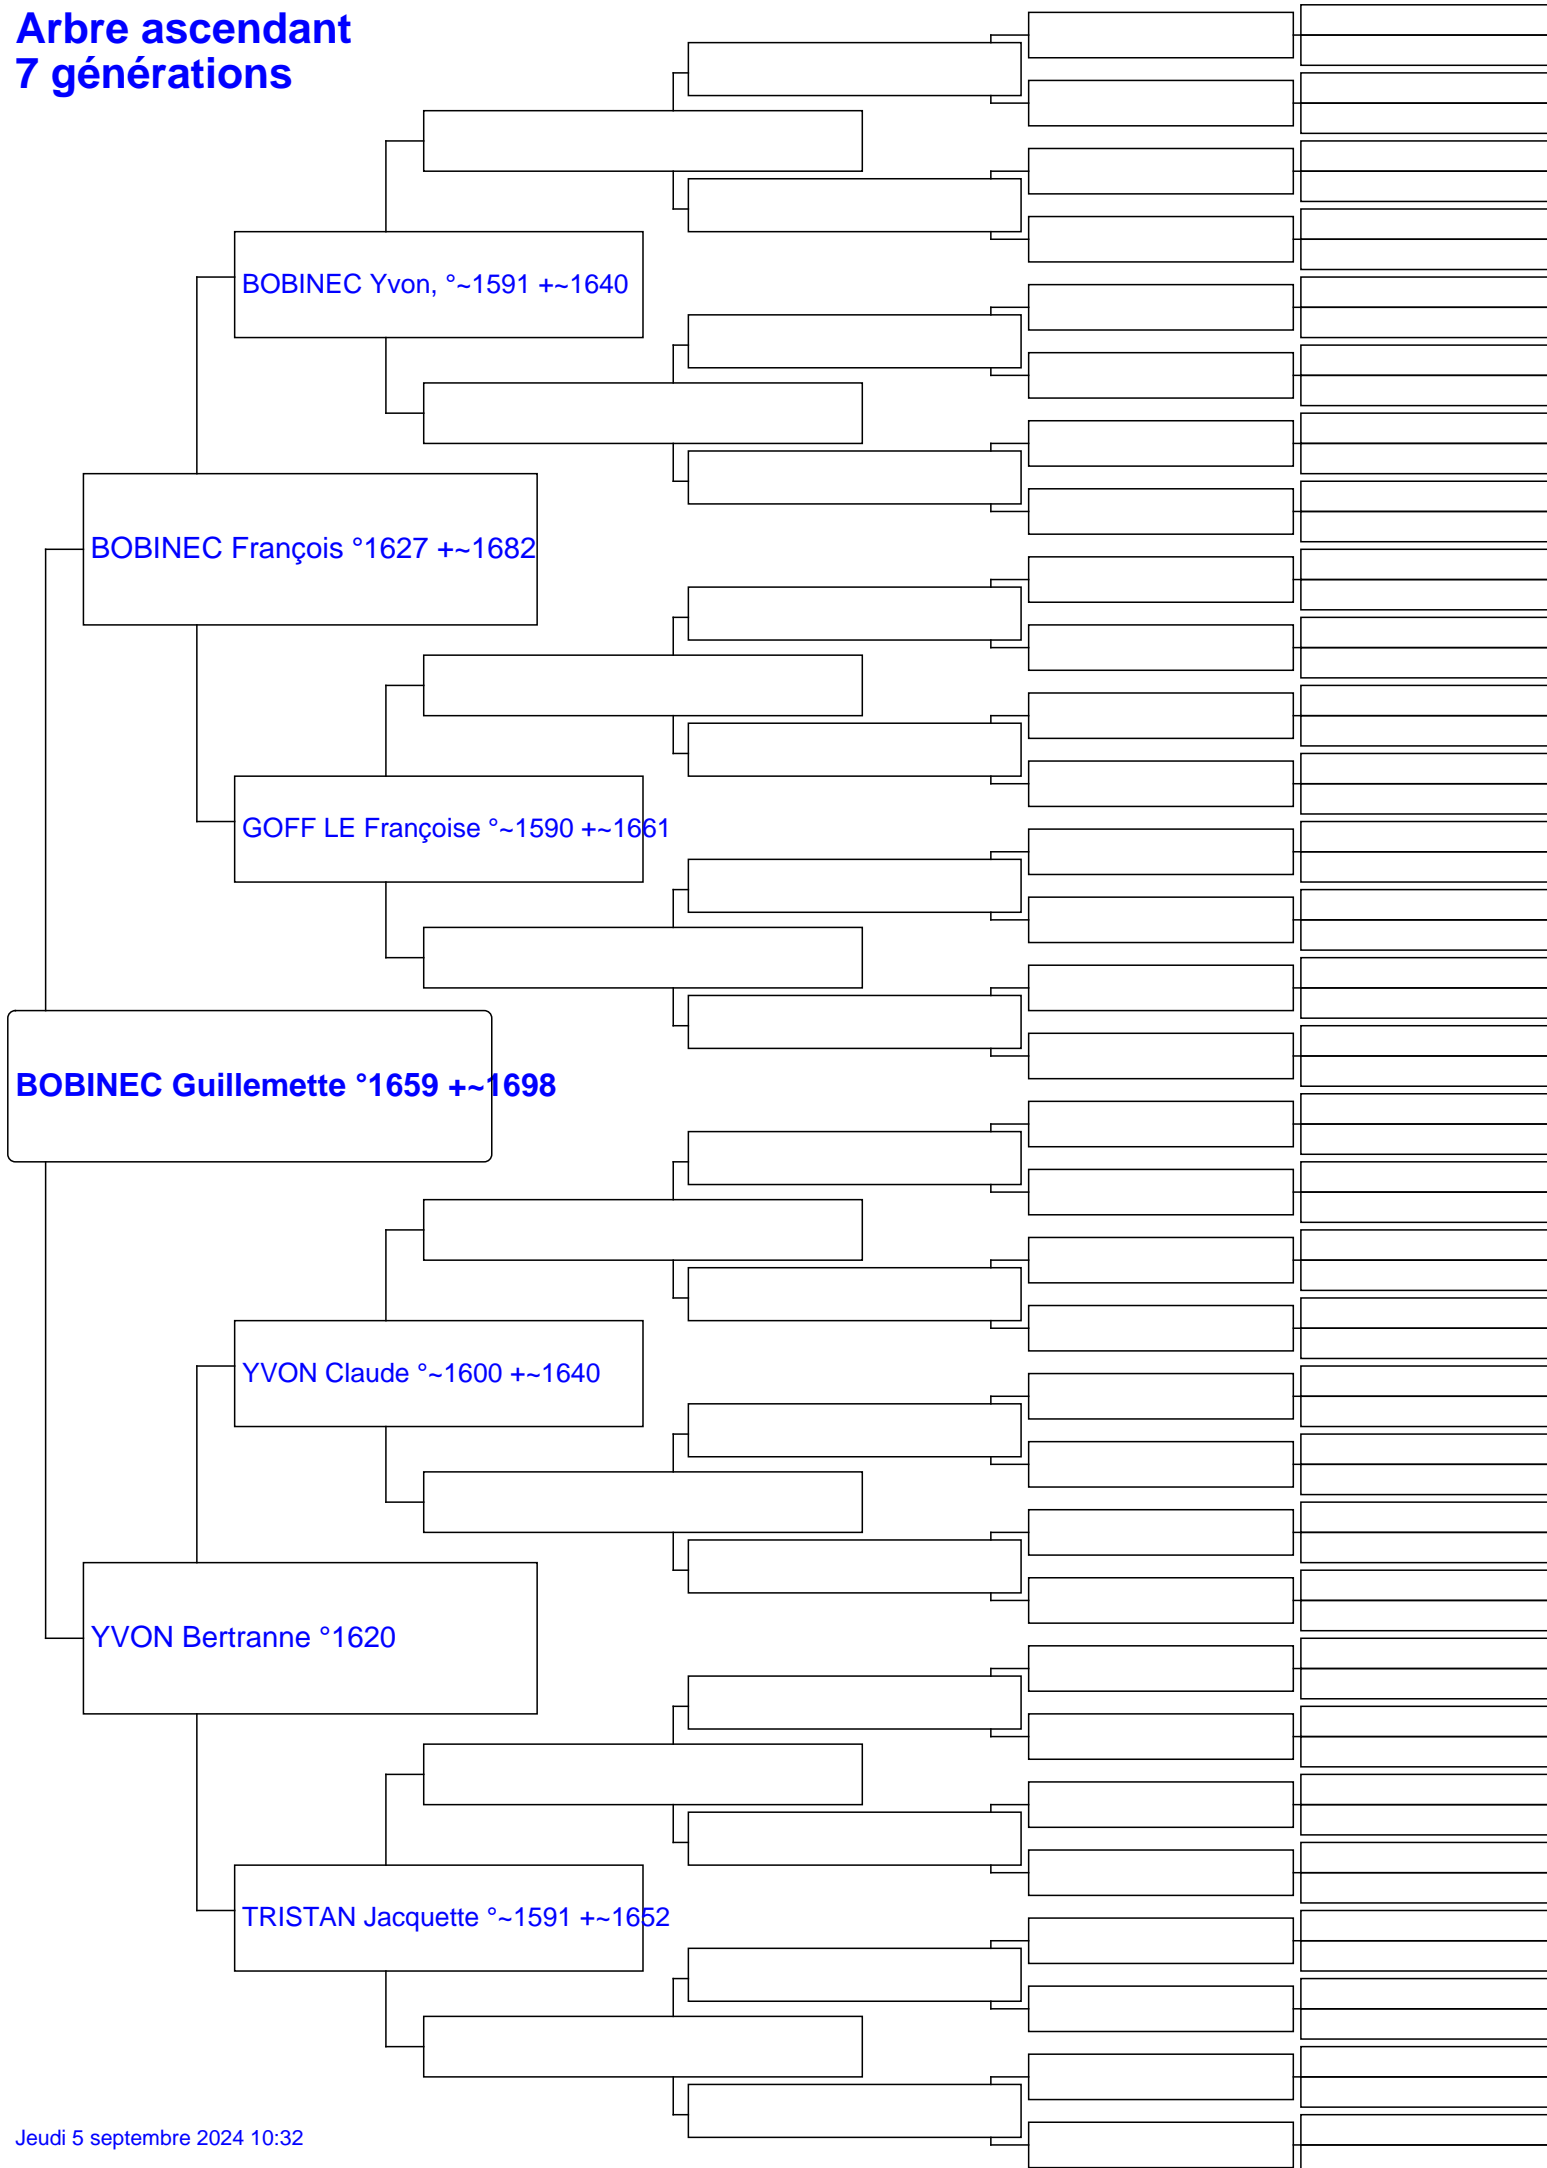 Arbre ascendant
7 générations
BOBINEC Yvon, °~1591 +~1640
BOBINEC François °1627 +~1682
GOFF LE Françoise °~1590 +~1661
BOBINEC Guillemette °1659 +~1698
YVON Claude °~1600 +~1640
YVON Bertranne °1620
TRISTAN Jacquette °~1591 +~1652
Jeudi 5 septembre 2024 10:32